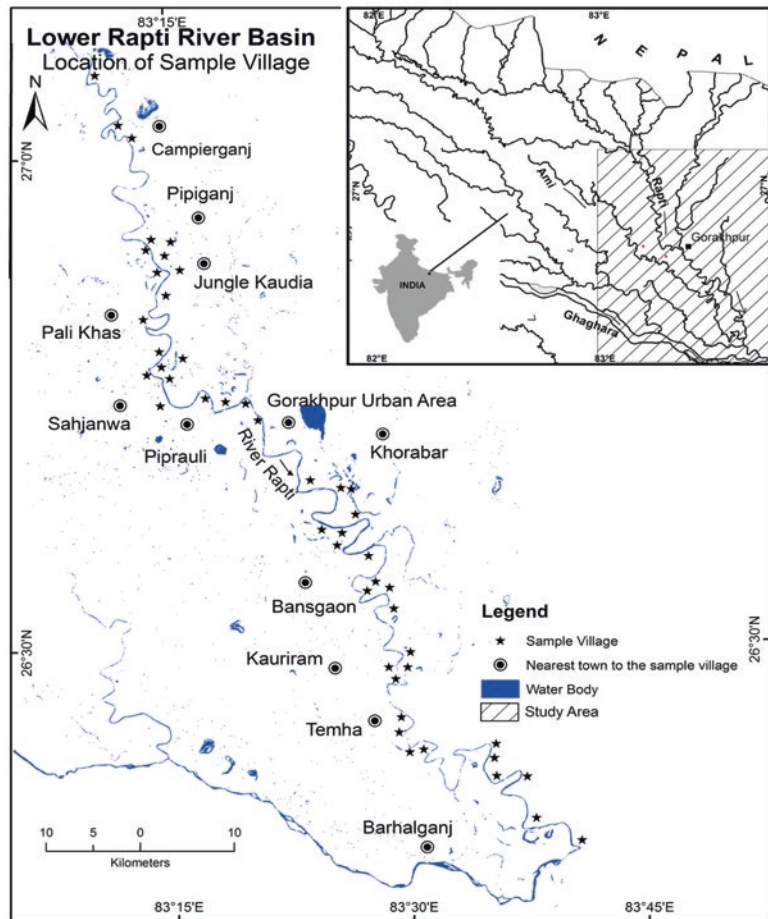 83°15'E
Lower Rapti River Basin
Location of Sample Village
N
27°0'N
Campierganj
Pipiganj
Jungle Kaudia
Pali Khas
Sahjanwa
Piprauli
Gorakhpur Urban Area
Khorabar
River Rapti
Bansgaon
Kauriram
Temha
Barhalganj
26°30'N
26°30'N
10 5 0 10
Kilometers
83°15'E
83°30'E
83°45'E
Legend
Sample Village
Nearest town to the sample village
Water Body
Study Area
82°E
83°E
NEPAL
27°N
27°N
Ami
Rapti
Gorakhpur
INDIA
Ghaghara
82°E
83°E